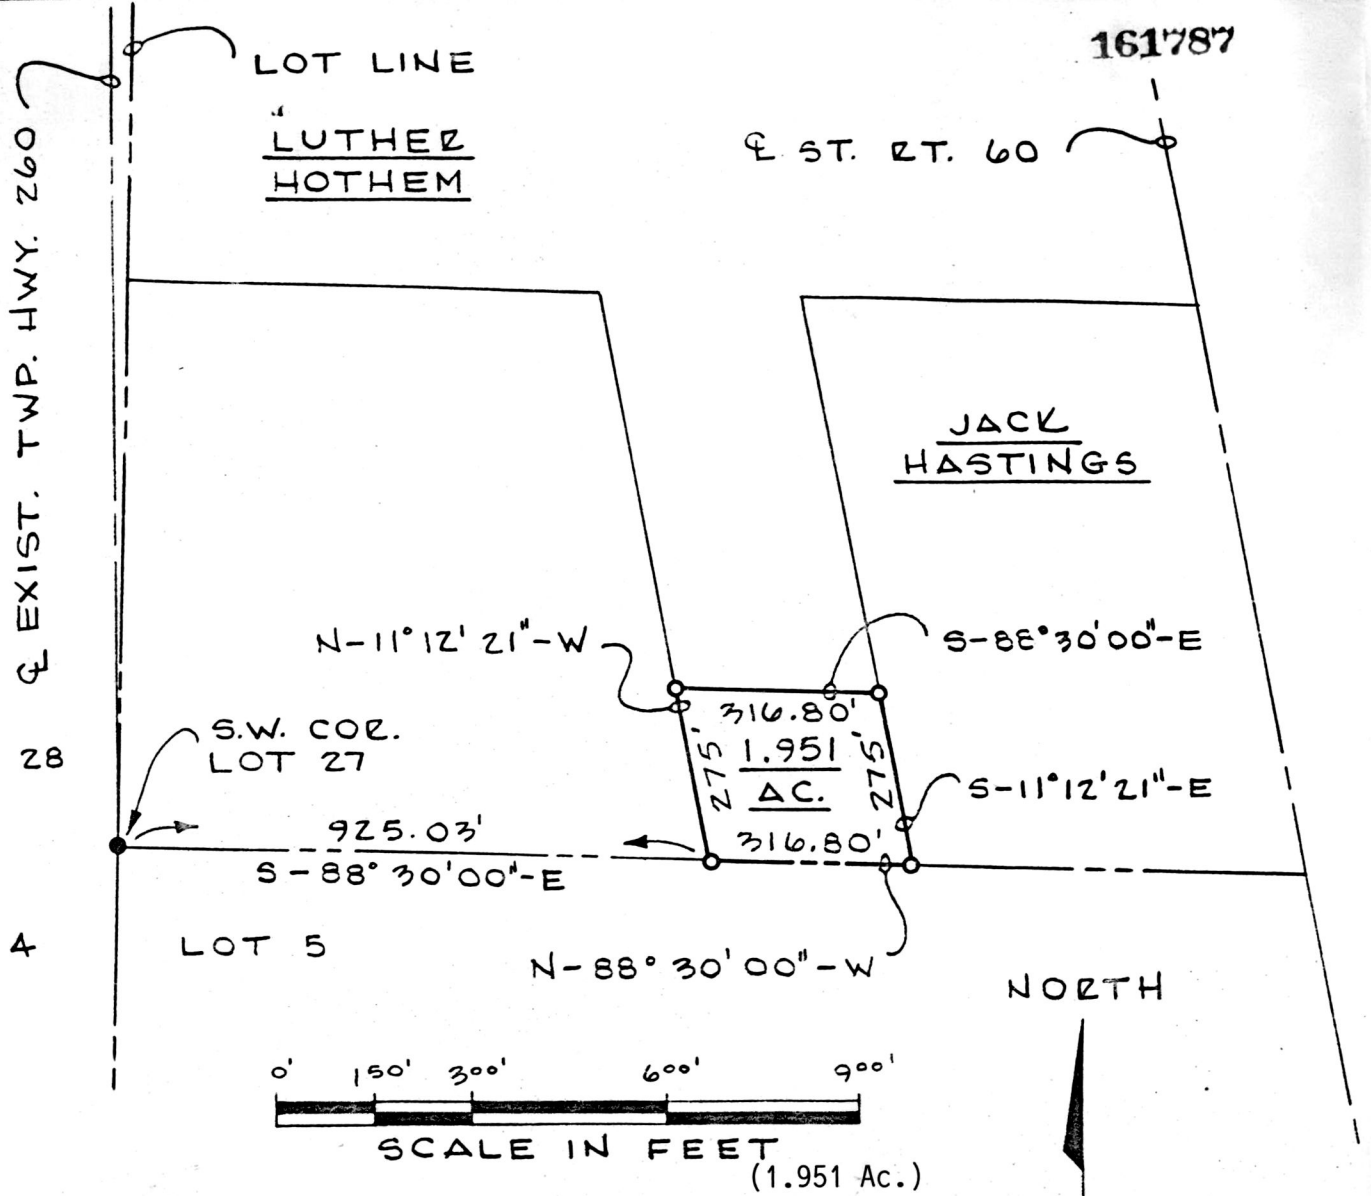 161787
LOT LINE
LUTHER
HOTHEM
℄ ST. RT. 60
℄ EXIST. TWP. HWY. 260
JACK
HASTINGS
N-11°12'21"-W
S-88°30'00"-E
316.80'
S.W. COR.
LOT 27
28
275'
1.951
AC.
275'
S-11°12'21"-E
925.03'
316.80'
S-88°30'00"-E
4
LOT 5
N-88°30'00"-W
NORTH
0' 150' 300' 600' 900'
SCALE IN FEET
(1.951 Ac.)